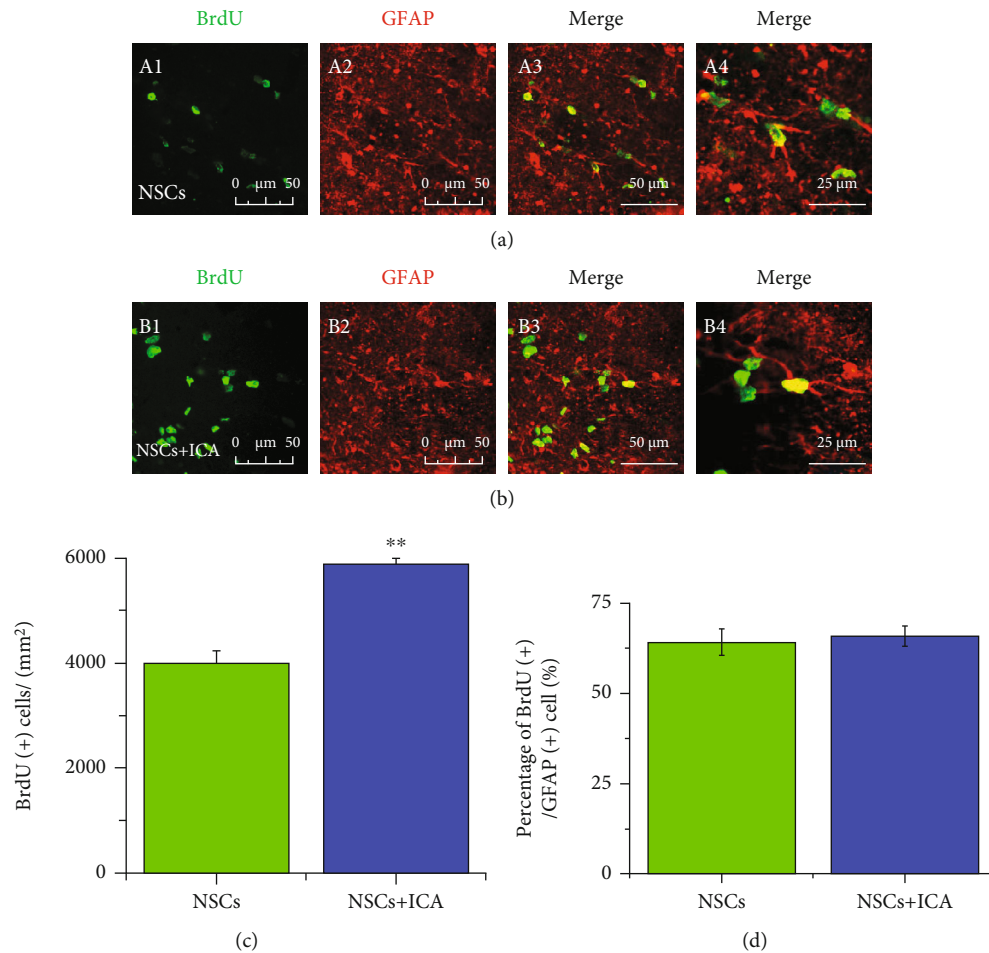 BrdU GFAP Merge Merge
A1 A2 A3 A4
NSCs 0 μm 50 0 μm 50 50 μm 25 μm
(a)
BrdU GFAP Merge Merge
B1 B2 B3 B4
NSCs+ICA 0 μm 50 0 μm 50 50 μm 25 μm
(b)
BrdU (+) cells/ (mm²)
6000
4000
2000
0
**
NSCs NSCs+ICA
(c)
Percentage of BrdU (+)
/GFAP (+) cell (%)
75
50
25
0
NSCs NSCs+ICA
(d)